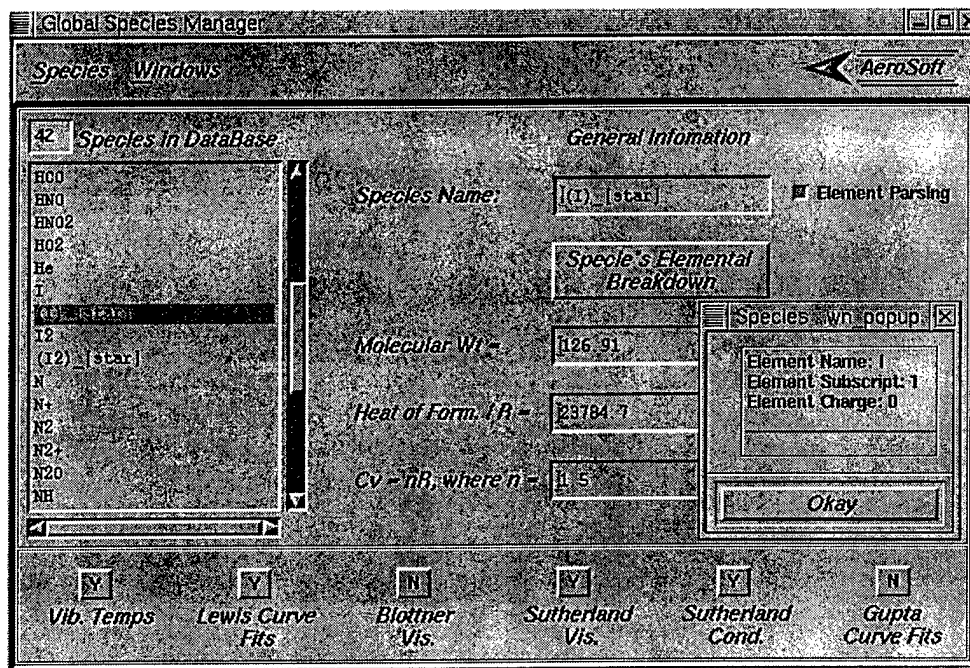 Global Species Manager
Species Windows
AeroSoft
42 Species in DataBase
HCO
HNO
HNO2
HO2
He
I
(I)_[star]
I2
(I2)_[star]
N
N+
N2
N2+
N2O
NH
General Infomation
Species Name: (I)_[star] Element Parsing
Specie's Elemental
Breakdown
Molecular Wt = 126.91
Heat of Form. / R = 23784.7
Cv = nR, where n = 1.5
Species_wn_popup
Element Name: I
Element Subscript: 1
Element Charge: 0
Okay
Y Vib. Temps
Y Lewis Curve
Fits
N Blottner
Vis.
Y Sutherland
Vis.
Y Sutherland
Cond.
N Gupta
Curve Fits